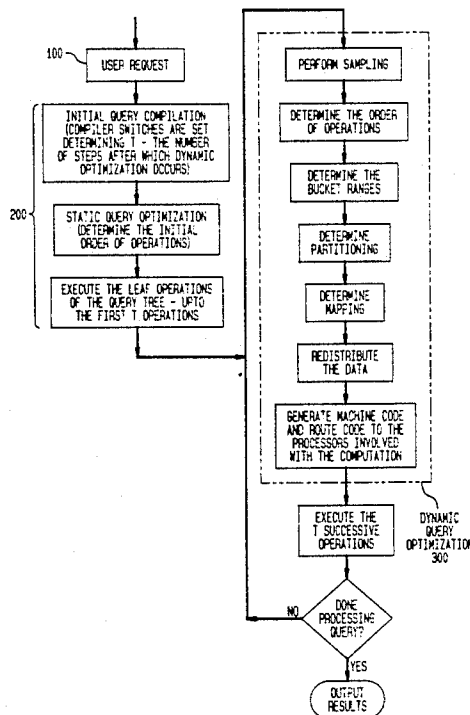 100
USER REQUEST
200
INITIAL QUERY COMPILATION
(COMPILER SWITCHES ARE SET
DETERMINING T - THE NUMBER
OF STEPS AFTER WHICH DYNAMIC
OPTIMIZATION OCCURS)
STATIC QUERY OPTIMIZATION
(DETERMINE THE INITIAL
ORDER OF OPERATIONS)
EXECUTE THE LEAF OPERATIONS
OF THE QUERY TREE - UPTO
THE FIRST T OPERATIONS
PERFORM SAMPLING
DETERMINE THE ORDER
OF OPERATIONS
DETERMINE THE
BUCKET RANGES
DETERMINE
PARTITIONING
DETERMINE
MAPPING
REDISTRIBUTE
THE DATA
GENERATE MACHINE CODE
AND ROUTE CODE TO THE
PROCESSORS INVOLVED
WITH THE COMPUTATION
DYNAMIC
QUERY
OPTIMIZATION
300
EXECUTE THE
T SUCCESSIVE
OPERATIONS
NO
DONE
PROCESSING
QUERY?
YES
OUTPUT
RESULTS